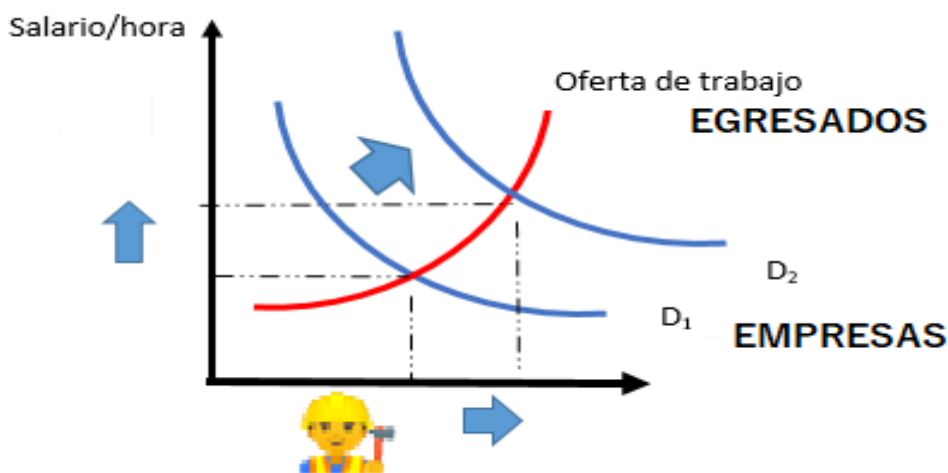 Salario/hora
Oferta de trabajo
EGRESADOS
D₂
D₁
EMPRESAS